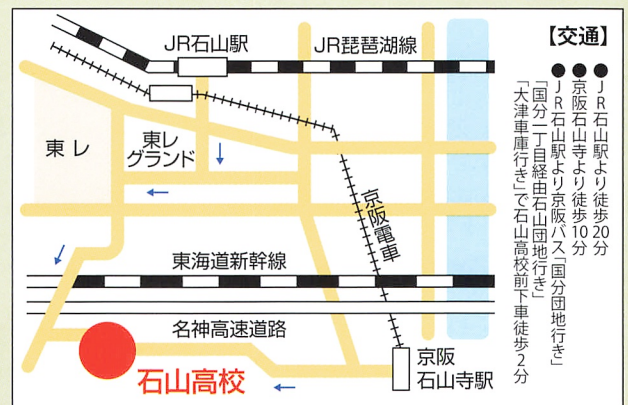 【交通】
●JR石山駅より徒歩20分
●京阪石山寺より徒歩10分
●JR石山駅より京阪バス「国分団地行き」
「国分一丁目経由石山団地行き」
「大津車庫行き」で石山高校前下車徒歩2分
JR石山駅
JR琵琶湖線
東レ
東レ
グランド
京阪電車
東海道新幹線
名神高速道路
石山高校
京阪
石山寺駅